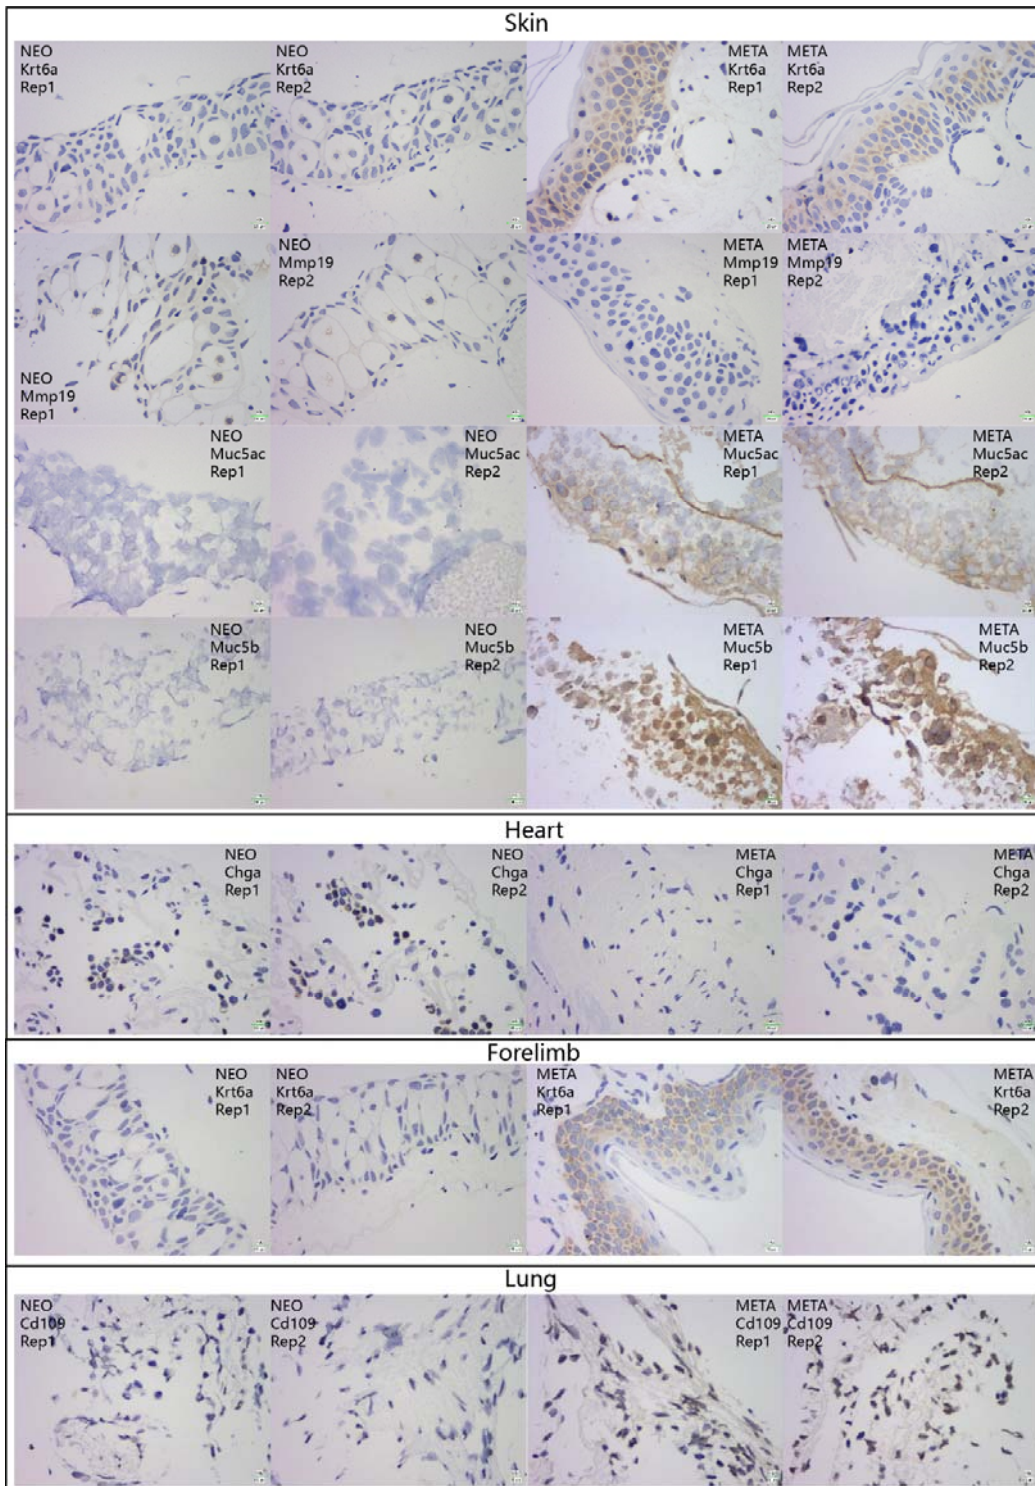 Skin
NEO
Krt6a
Rep1
NEO
Krt6a
Rep2
META
Krt6a
Rep1
META
Krt6a
Rep2
NEO
Mmp19
Rep1
NEO
Mmp19
Rep2
META
Mmp19
Rep1
META
Mmp19
Rep2
NEO
Muc5ac
Rep1
NEO
Muc5ac
Rep2
META
Muc5ac
Rep1
META
Muc5ac
Rep2
NEO
Muc5b
Rep1
NEO
Muc5b
Rep2
META
Muc5b
Rep1
META
Muc5b
Rep2
Heart
NEO
Chga
Rep1
NEO
Chga
Rep2
META
Chga
Rep1
META
Chga
Rep2
Forelimb
NEO
Krt6a
Rep1
NEO
Krt6a
Rep2
META
Krt6a
Rep1
META
Krt6a
Rep2
Lung
NEO
Cd109
Rep1
NEO
Cd109
Rep2
META
Cd109
Rep1
META
Cd109
Rep2